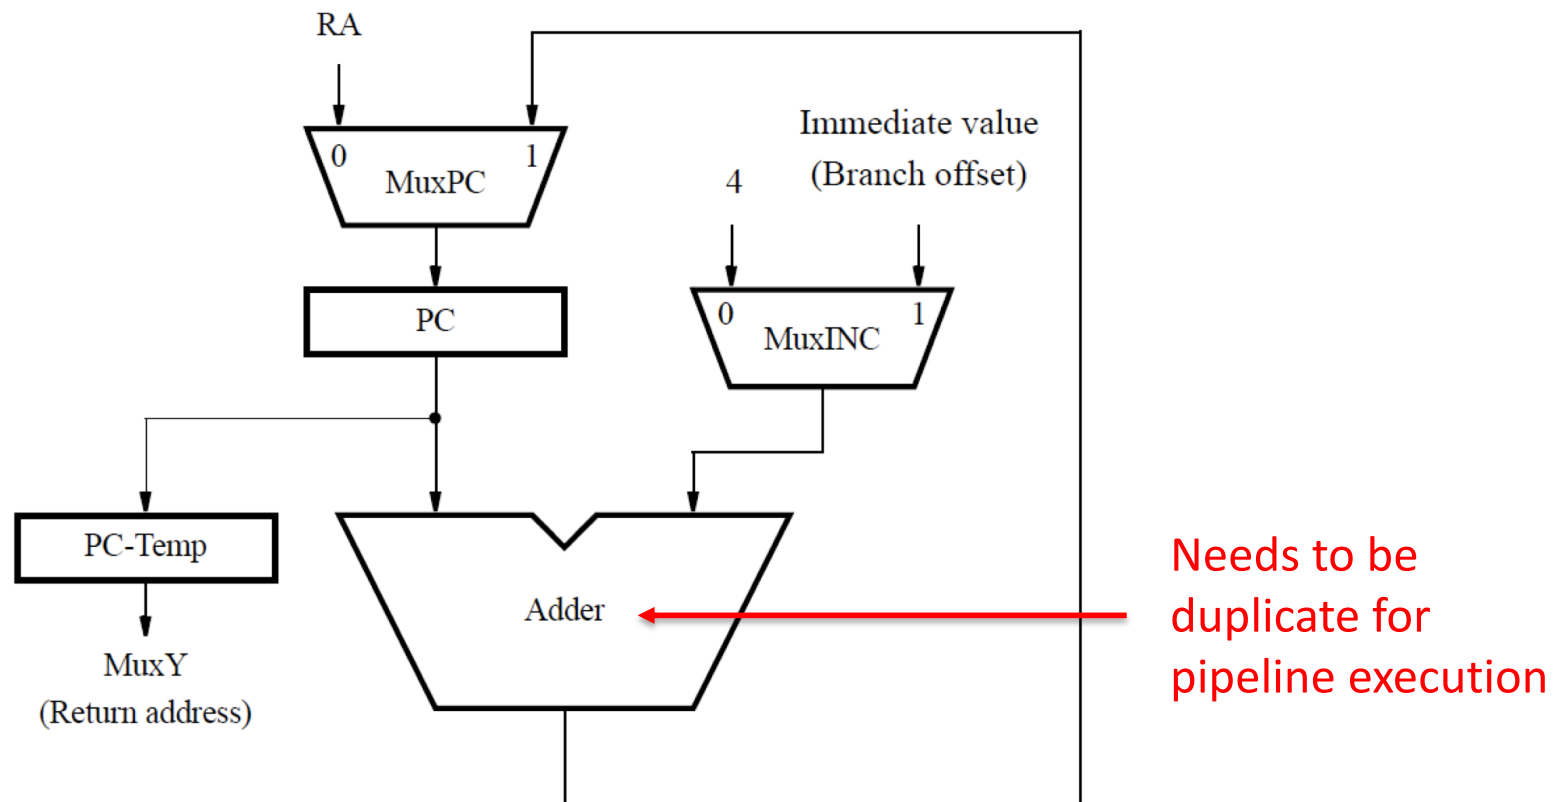 RA
Immediate value
(Branch offset)
0
1
MuxPC
4
PC
0
1
MuxINC
PC-Temp
Adder
MuxY
(Return address)
Needs to be
duplicate for
pipeline execution